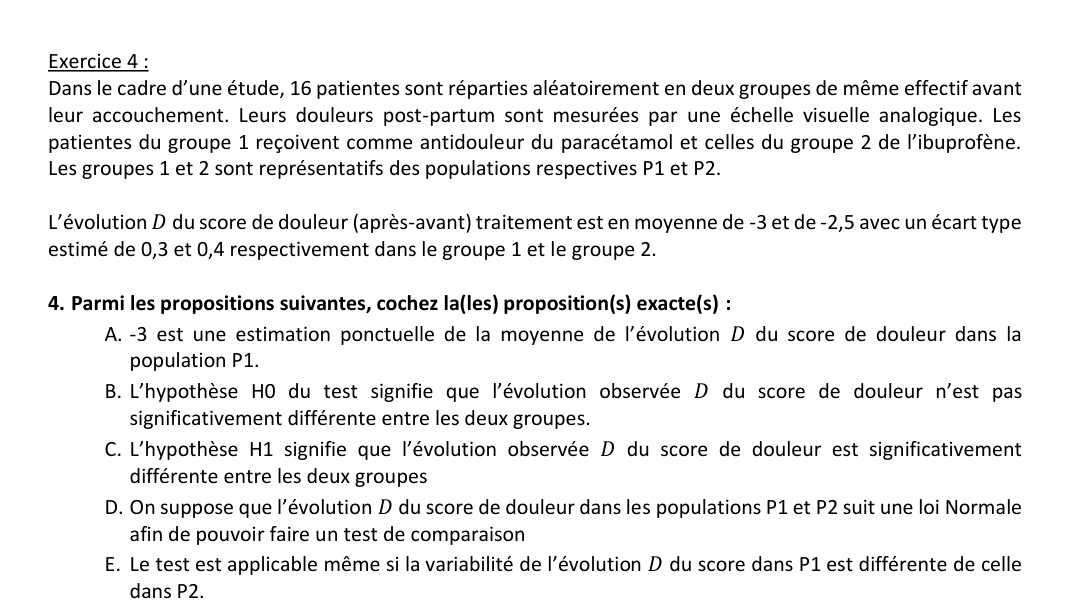 Exercice 4 :
Dans le cadre d’une étude, 16 patientes sont réparties aléatoirement en deux groupes de même effectif avant
leur accouchement. Leurs douleurs post-partum sont mesurées par une échelle visuelle analogique. Les
patientes du groupe 1 reçoivent comme antidouleur du paracétamol et celles du groupe 2 de l’ibuprofène.
Les groupes 1 et 2 sont représentatifs des populations respectives P1 et P2.
L’évolution D du score de douleur (après-avant) traitement est en moyenne de -3 et de -2,5 avec un écart type
estimé de 0,3 et 0,4 respectivement dans le groupe 1 et le groupe 2.
4. Parmi les propositions suivantes, cochez la(les) proposition(s) exacte(s) :
A. -3 est une estimation ponctuelle de la moyenne de l’évolution D du score de douleur dans la
population P1.
B. L’hypothèse H0 du test signifie que l’évolution observée D du score de douleur n’est pas
significativement différente entre les deux groupes.
C. L’hypothèse H1 signifie que l’évolution observée D du score de douleur est significativement
différente entre les deux groupes
D. On suppose que l’évolution D du score de douleur dans les populations P1 et P2 suit une loi Normale
afin de pouvoir faire un test de comparaison
E. Le test est applicable même si la variabilité de l’évolution D du score dans P1 est différente de celle
dans P2.